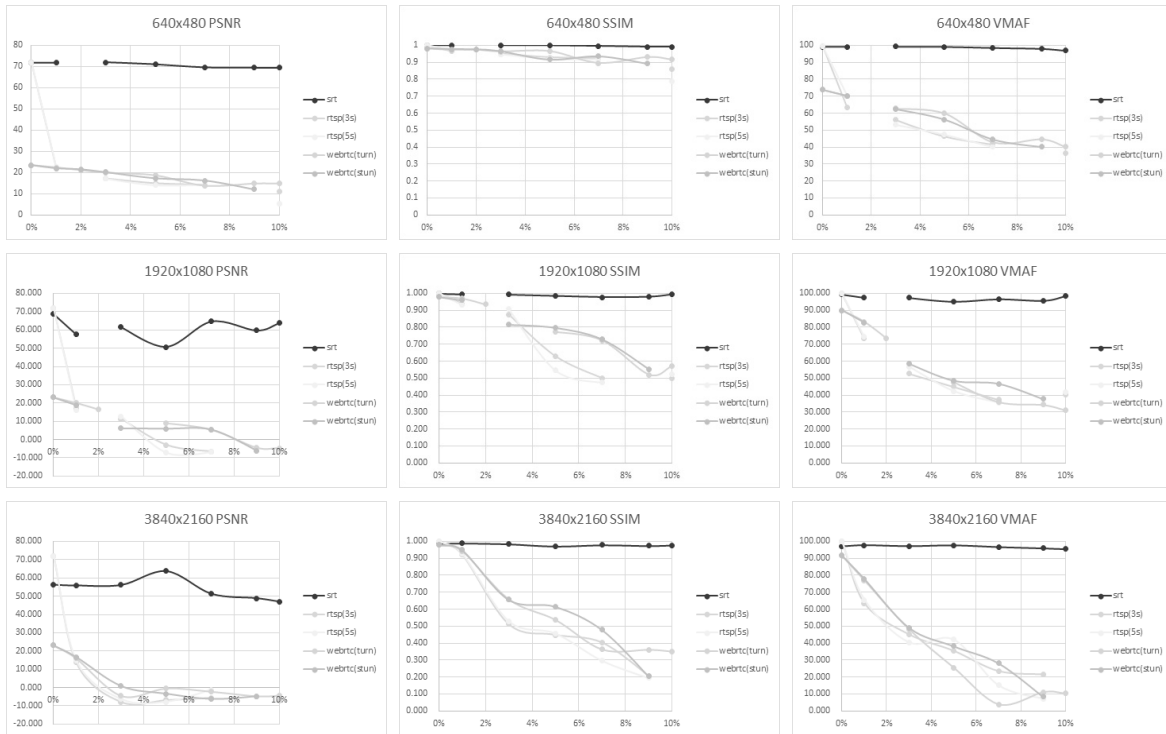 640x480 PSNR
80
70
60
50
40
30
20
10
0
0% 2% 4% 6% 8% 10%
srt
rtsp(3s)
rtsp(5s)
webrtc(turn)
webrtc(stun)
640x480 SSIM
1
0.9
0.8
0.7
0.6
0.5
0.4
0.3
0.2
0.1
0
0% 2% 4% 6% 8% 10%
srt
rtsp(3s)
rtsp(5s)
webrtc(turn)
webrtc(stun)
640x480 VMAF
100
90
80
70
60
50
40
30
20
10
0
0% 2% 4% 6% 8% 10%
srt
rtsp(3s)
rtsp(5s)
webrtc(turn)
webrtc(stun)
1920x1080 PSNR
80.000
70.000
60.000
50.000
40.000
30.000
20.000
10.000
0.000
-10.000
-20.000
0% 2% 4% 6% 8% 10%
srt
rtsp(3s)
rtsp(5s)
webrtc(turn)
webrtc(stun)
1920x1080 SSIM
1.000
0.900
0.800
0.700
0.600
0.500
0.400
0.300
0.200
0.100
0.000
0% 2% 4% 6% 8% 10%
srt
rtsp(3s)
rtsp(5s)
webrtc(turn)
webrtc(stun)
1920x1080 VMAF
100.000
90.000
80.000
70.000
60.000
50.000
40.000
30.000
20.000
10.000
0.000
0% 2% 4% 6% 8% 10%
srt
rtsp(3s)
rtsp(5s)
webrtc(turn)
webrtc(stun)
3840x2160 PSNR
80.000
70.000
60.000
50.000
40.000
30.000
20.000
10.000
0.000
-10.000
-20.000
0% 2% 4% 6% 8% 10%
srt
rtsp(3s)
rtsp(5s)
webrtc(turn)
webrtc(stun)
3840x2160 SSIM
1.000
0.900
0.800
0.700
0.600
0.500
0.400
0.300
0.200
0.100
0.000
0% 2% 4% 6% 8% 10%
srt
rtsp(3s)
rtsp(5s)
webrtc(turn)
webrtc(stun)
3840x2160 VMAF
100.000
90.000
80.000
70.000
60.000
50.000
40.000
30.000
20.000
10.000
0.000
0% 2% 4% 6% 8% 10%
srt
rtsp(3s)
rtsp(5s)
webrtc(turn)
webrtc(stun)